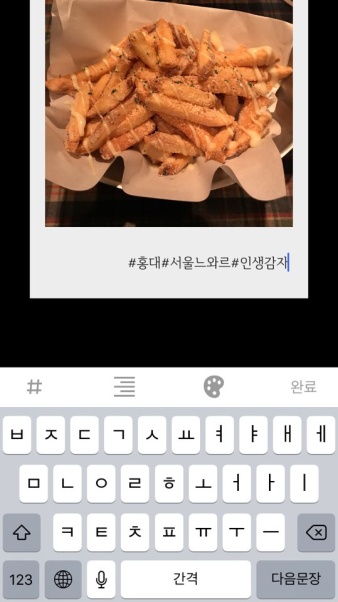 #홍대#서울느와르#인생감자
# 완료
ㅂ ㅈ ㄷ ㄱ ㅅ ㅛ ㅕ ㅑ ㅐ ㅔ
ㅁ ㄴ ㅇ ㄹ ㅎ ㅗ ㅓ ㅏ ㅣ
ㅋ ㅌ ㅊ ㅍ ㅠ ㅜ ㅡ
123 간격 다음문장